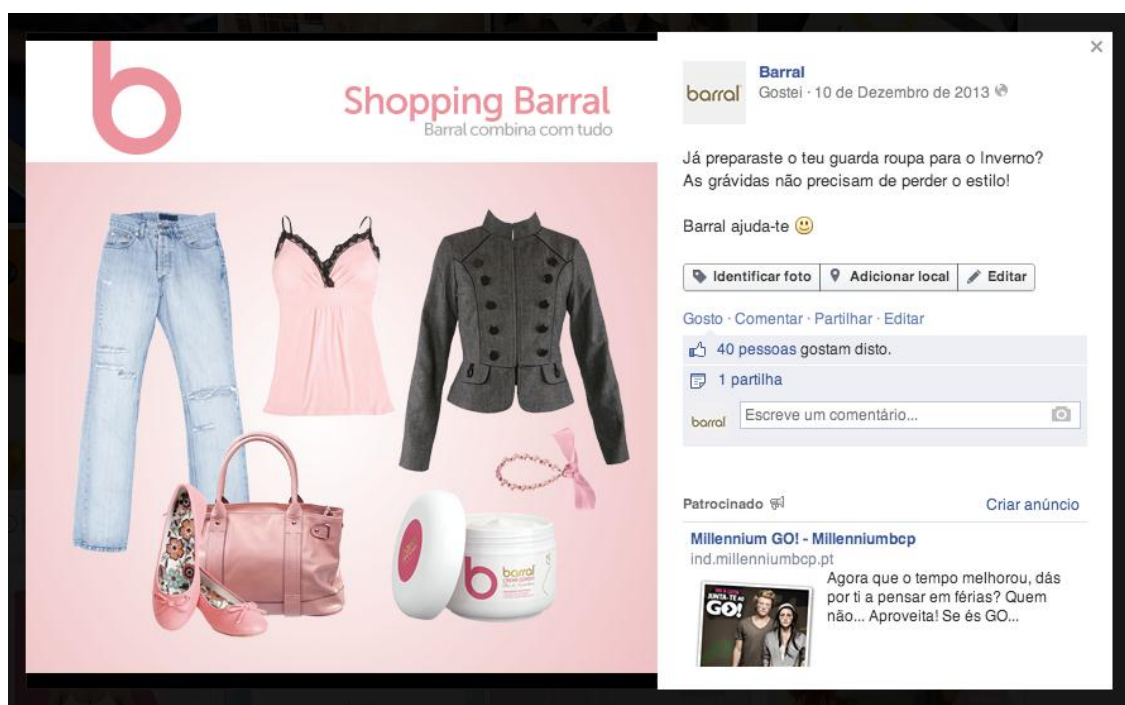 b
Shopping Barral
Barral combina com tudo
barral
b
barral
Barral
Gostei · 10 de Dezembro de 2013
Já preparaste o teu guarda roupa para o Inverno?
As grávidas não precisam de perder o estilo!
Barral ajuda-te
Identificar foto
Adicionar local
Editar
Gosto · Comentar · Partilhar · Editar
40 pessoas gostam disto.
1 partilha
barral
Escreve um comentário...
Patrocinado
Criar anúncio
Millennium GO! - Millenniumbcp
ind.millenniumbcp.pt
JUNTA-TE AO
GO!
Agora que o tempo melhorou, dás
por ti a pensar em férias? Quem
não... Aproveita! Se és GO...